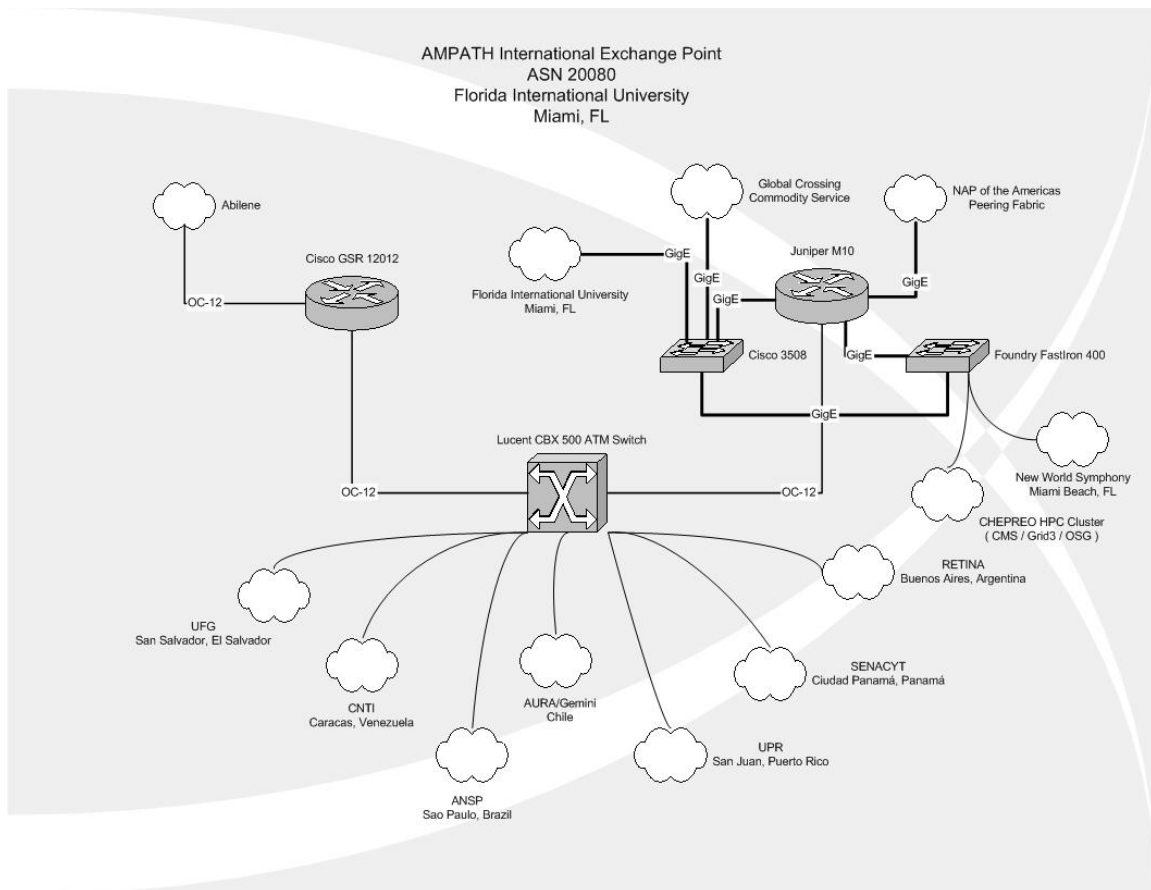 AMPATH International Exchange Point
ASN 20080
Florida International University
Miami, FL
Abilene
Cisco GSR 12012
OC-12
Florida International University
Miami, FL
GigE
Global Crossing
Commodity Service
GigE
GigE
Juniper M10
NAP of the Americas
Peering Fabric
GigE
Cisco 3508
GigE
Foundry FastIron 400
GigE
Lucent CBX 500 ATM Switch
OC-12
OC-12
New World Symphony
Miami Beach, FL
CHEPREO HPC Cluster
( CMS / Grid3 / OSG )
RETINA
Buenos Aires, Argentina
UFG
San Salvador, El Salvador
SENACYT
Ciudad Panamá, Panamá
CNTI
Caracas, Venezuela
AURA/Gemini
Chile
UPR
San Juan, Puerto Rico
ANSP
Sao Paulo, Brazil